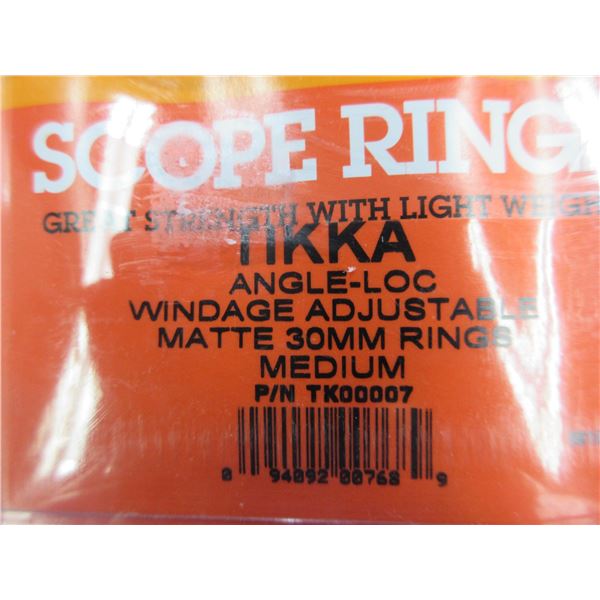 SCOPE RING
GREAT STRENGTH WITH LIGHT WEIGH
TIKKA
ANGLE-LOC
WINDAGE ADJUSTABLE
MATTE 30MM RINGS
MEDIUM
P/N TK00007
0 94092 00768 9